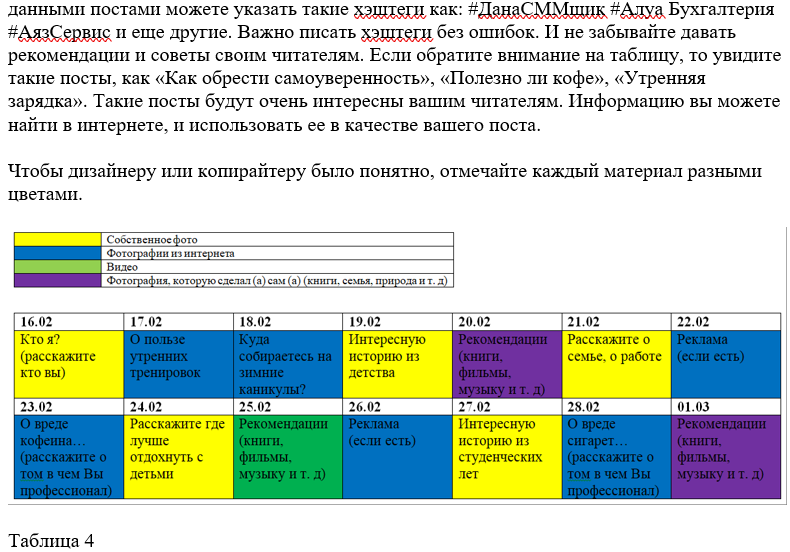 данными постами можете указать такие хэштеги как: #ДанаСММщик #Алуа Бухгалтерия
#АязСервис и еще другие. Важно писать хэштеги без ошибок. И не забывайте давать
рекомендации и советы своим читателям. Если обратите внимание на таблицу, то увидите
такие посты, как «Как обрести самоуверенность», «Полезно ли кофе», «Утренняя
зарядка». Такие посты будут очень интересны вашим читателям. Информацию вы можете
найти в интернете, и использовать ее в качестве вашего поста.
Чтобы дизайнеру или копирайтеру было понятно, отмечайте каждый материал разными
цветами.
Собственное фото
Фотографии из интернета
Видео
Фотография, которую сделал (а) сам (а) (книги, семья, природа и т. д)
16.02
17.02
18.02
19.02
20.02
21.02
22.02
Кто я?
(расскажите
кто вы)
О пользе
утренних
тренировок
Куда
собираетесь на
зимние
каникулы?
Интересную
историю из
детства
Рекомендации
(книги,
фильмы,
музыку и т. д)
Расскажите о
семье, о работе
Реклама
(если есть)
23.02
24.02
25.02
26.02
27.02
28.02
01.03
О вреде
кофеина…
(расскажите о
том в чем Вы
профессионал)
Расскажите где
лучше
отдохнуть с
детьми
Рекомендации
(книги,
фильмы,
музыку и т. д)
Реклама
(если есть)
Интересную
историю из
студенческих
лет
О вреде
сигарет…
(расскажите о
том в чем Вы
профессионал)
Рекомендации
(книги,
фильмы,
музыку и т. д)
Таблица 4